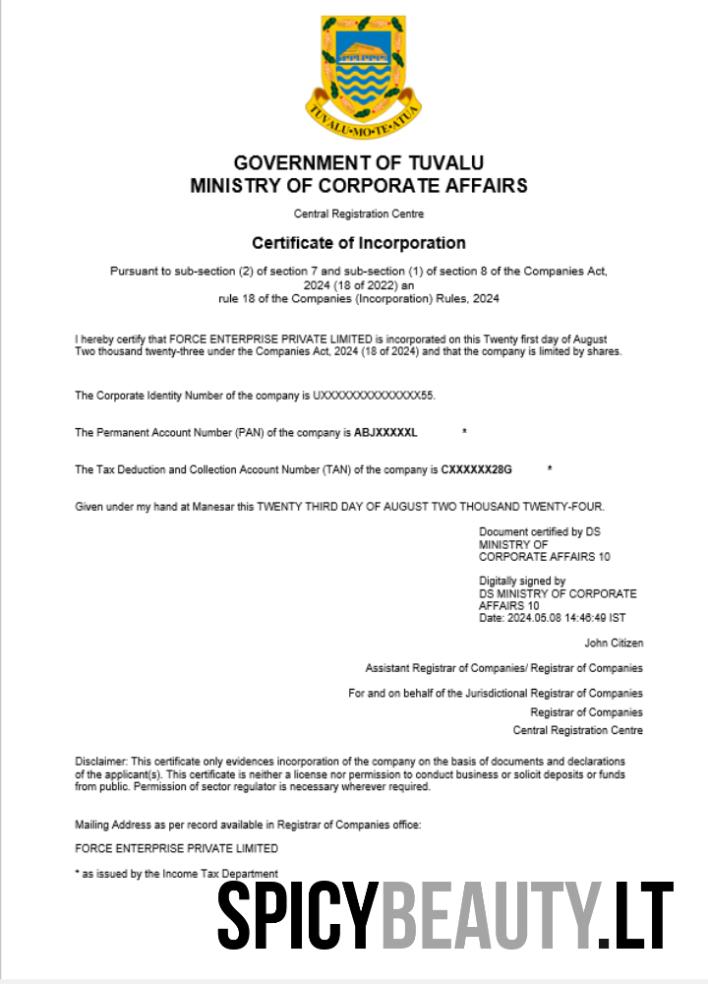 TUVALU•MO•TE•ATUA
GOVERNMENT OF TUVALU
MINISTRY OF CORPORATE AFFAIRS
Central Registration Centre
Certificate of Incorporation
Pursuant to sub-section (2) of section 7 and sub-section (1) of section 8 of the Companies Act,
2024 (18 of 2022) an
rule 18 of the Companies (Incorporation) Rules, 2024
I hereby certify that FORCE ENTERPRISE PRIVATE LIMITED is incorporated on this Twenty first day of August
Two thousand twenty-three under the Companies Act, 2024 (18 of 2024) and that the company is limited by shares.
The Corporate Identity Number of the company is UXXXXXXXXXXXXXX55.
The Permanent Account Number (PAN) of the company is ABJXXXXXL *
The Tax Deduction and Collection Account Number (TAN) of the company is CXXXXXX28G *
Given under my hand at Manesar this TWENTY THIRD DAY OF AUGUST TWO THOUSAND TWENTY-FOUR.
Document certified by DS
MINISTRY OF
CORPORATE AFFAIRS 10
Digitally signed by
DS MINISTRY OF CORPORATE
AFFAIRS 10
Date: 2024.05.08 14:46:49 IST
John Citizen
Assistant Registrar of Companies/ Registrar of Companies
For and on behalf of the Jurisdictional Registrar of Companies
Registrar of Companies
Central Registration Centre
Disclaimer: This certificate only evidences incorporation of the company on the basis of documents and declarations
of the applicant(s). This certificate is neither a license nor permission to conduct business or solicit deposits or funds
from public. Permission of sector regulator is necessary wherever required.
Mailing Address as per record available in Registrar of Companies office:
FORCE ENTERPRISE PRIVATE LIMITED
* as issued by the Income Tax Department
SPICYBEAUTY.LT